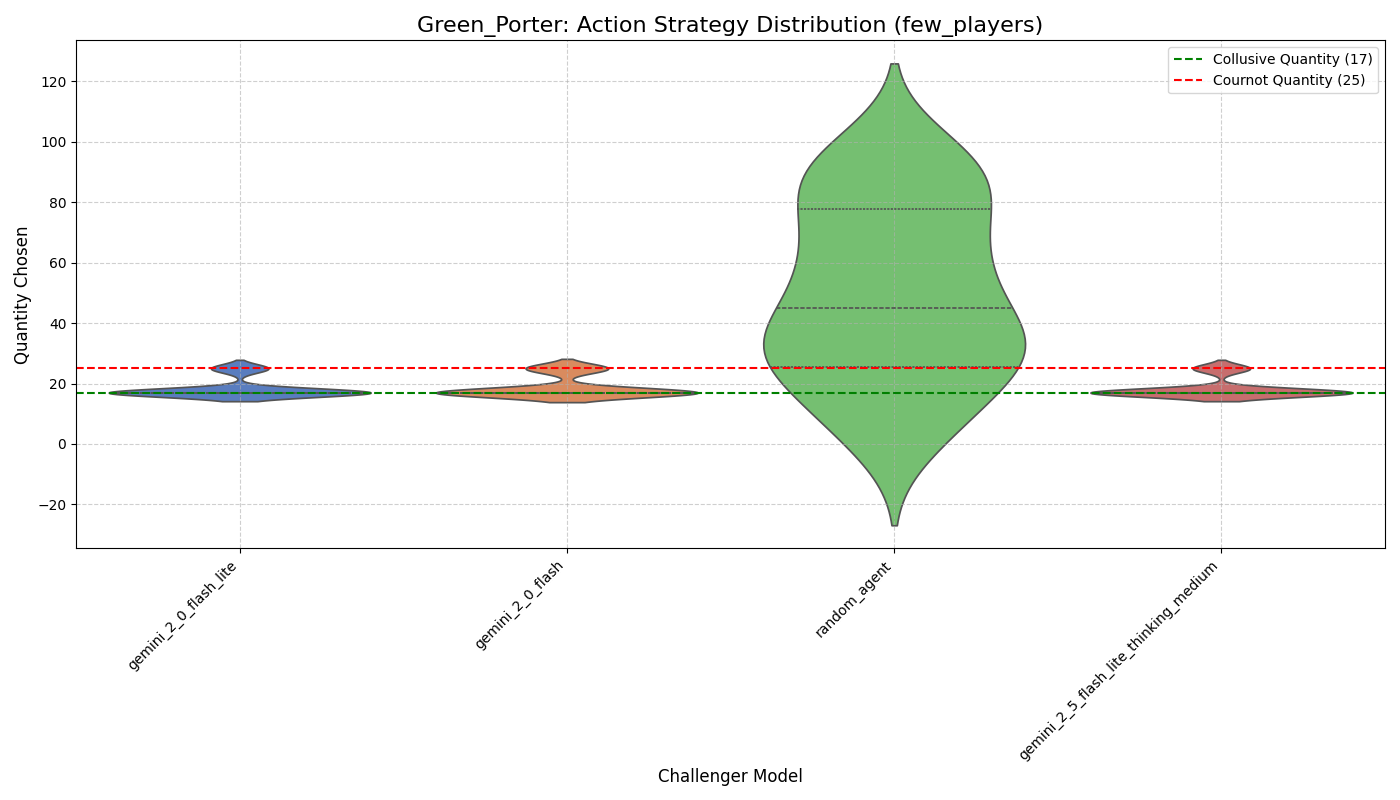 Green_Porter: Action Strategy Distribution (few_players)
Collusive Quantity (17)
Cournot Quantity (25)
Quantity Chosen
120
100
80
60
40
20
0
−20
gemini_2_0_flash_lite
gemini_2_0_flash
random_agent
gemini_2_5_flash_lite_thinking_medium
Challenger Model